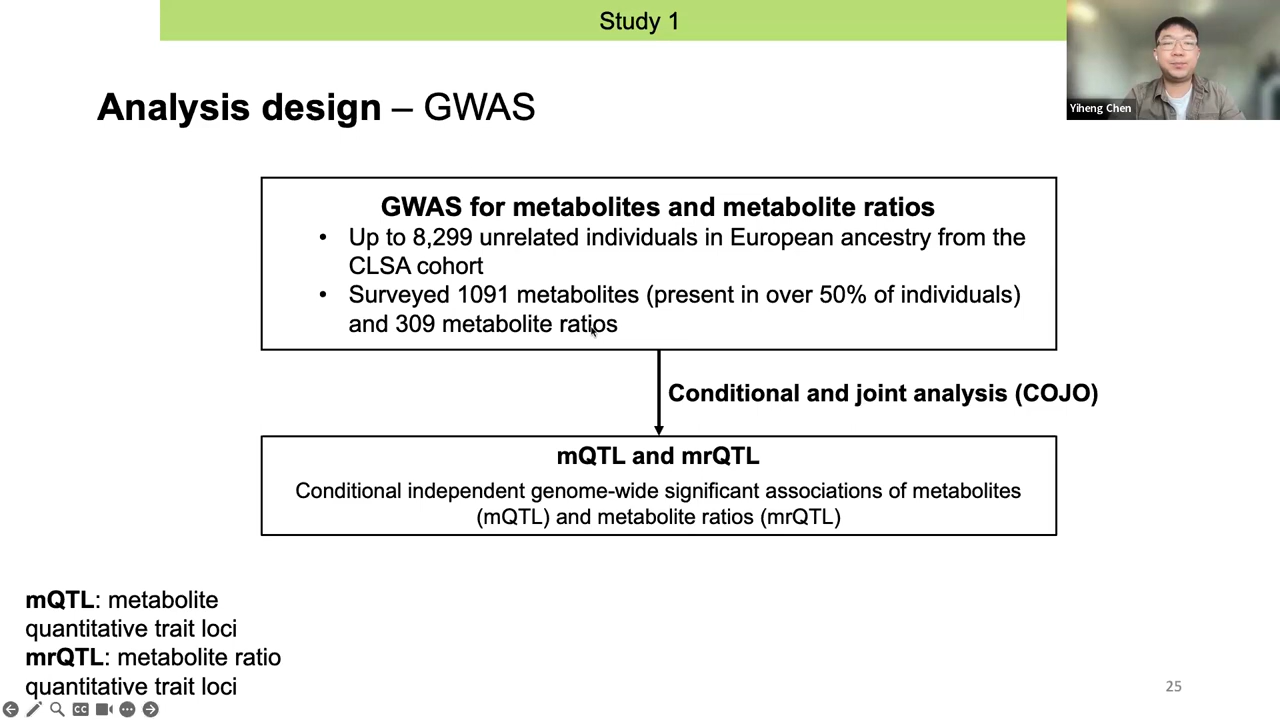 Study 1
Yiheng Chen
Analysis design – GWAS
GWAS for metabolites and metabolite ratios
• Up to 8,299 unrelated individuals in European ancestry from the
CLSA cohort
• Surveyed 1091 metabolites (present in over 50% of individuals)
and 309 metabolite ratios
Conditional and joint analysis (COJO)
mQTL and mrQTL
Conditional independent genome-wide significant associations of metabolites
(mQTL) and metabolite ratios (mrQTL)
mQTL: metabolite
quantitative trait loci
mrQTL: metabolite ratio
quantitative trait loci
25
CC